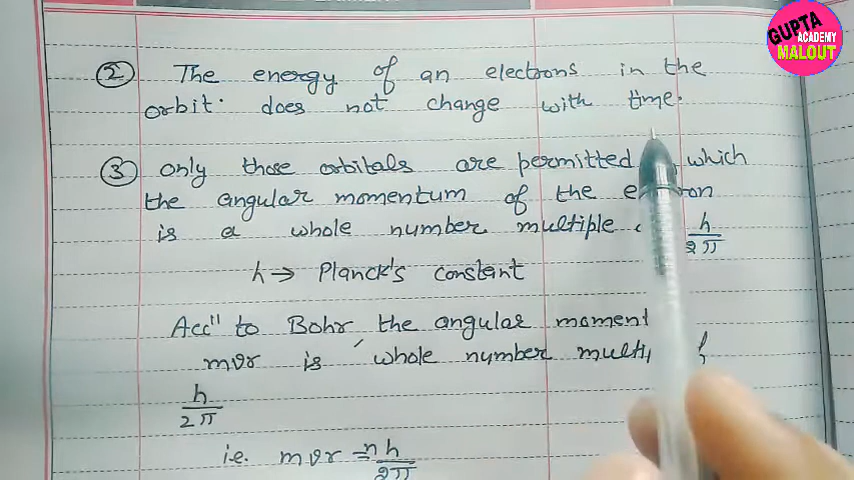 GUPTA
ACADEMY
MALOUT
② The energy of an electrons in the
orbit. does not change with time.
③ only those orbitals are permitted which
the angular momentum of the
is a whole number multiple h/2π
h → Planck's constant
Acc" to Bohr, the angular moment
mvr is whole number
h/2π
i.e. mvr = nh/2π